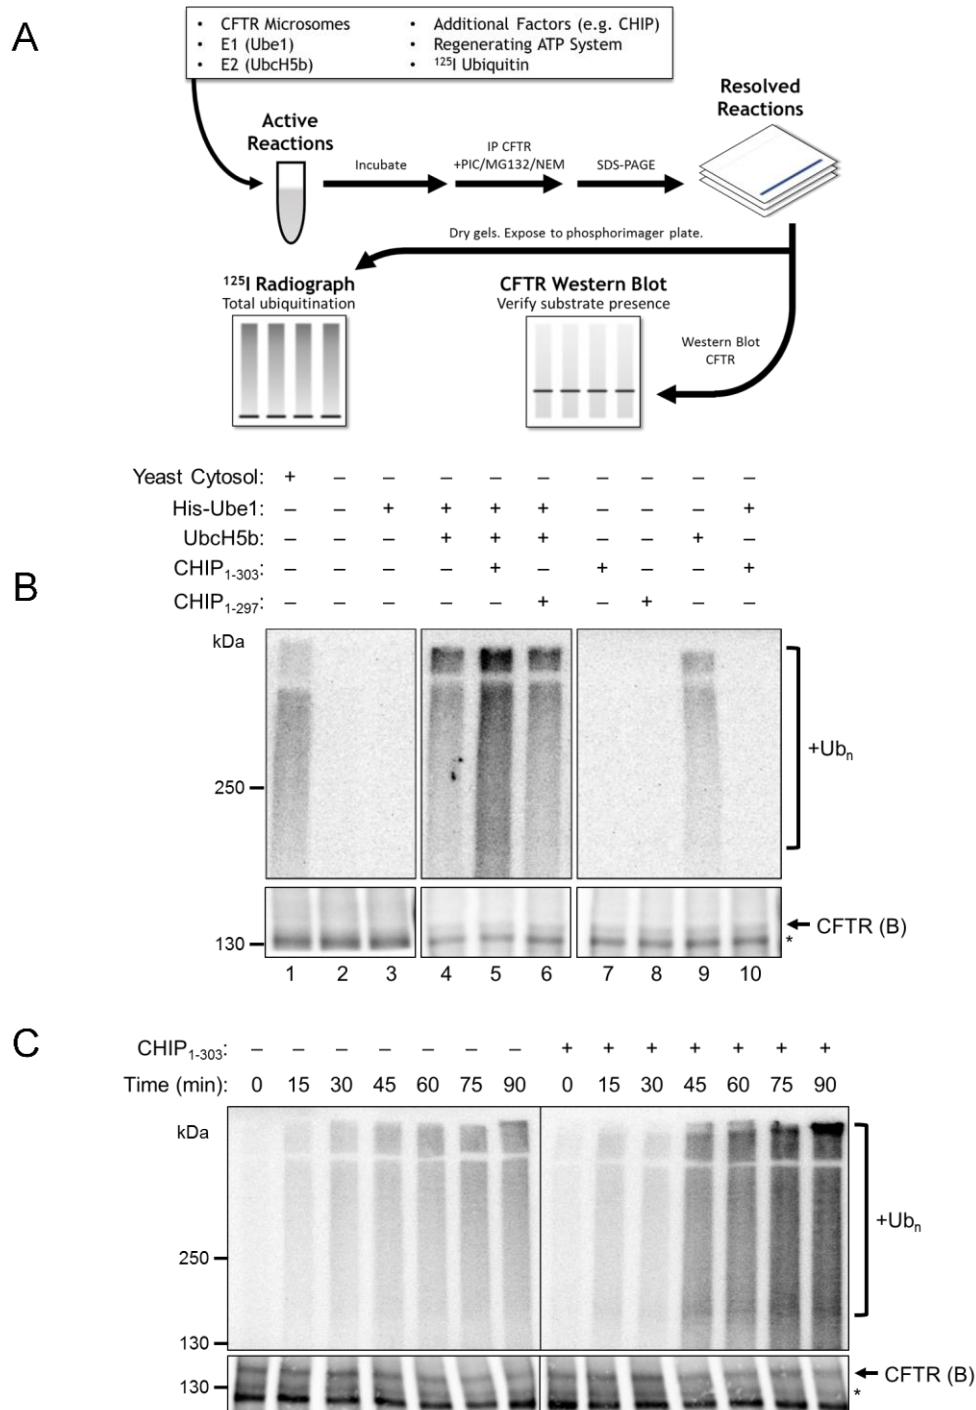 A
• CFTR Microsomes
• E1 (Ube1)
• E2 (UbcH5b)
• Additional Factors (e.g. CHIP)
• Regenerating ATP System
• ¹²⁵I Ubiquitin
Active
Reactions
Incubate
IP CFTR
+PIC/MG132/NEM
SDS-PAGE
Resolved
Reactions
Dry gels. Expose to phosphorimager plate.
¹²⁵I Radiograph
Total ubiquitination
CFTR Western Blot
Verify substrate presence
Western Blot
CFTR
B
Yeast Cytosol: + – – – – – – – – –
His-Ube1: – – + + + + – – – +
UbcH5b: – – – + + + – – + –
CHIP₁₋₃₀₃: – – – – + – + – – +
CHIP₁₋₂₉₇: – – – – – + – + – –
kDa
+Ubₙ
250
CFTR (B)
130
*
1 2 3 4 5 6 7 8 9 10
C
CHIP₁₋₃₀₃: – – – – – – – + + + + + + +
Time (min): 0 15 30 45 60 75 90 0 15 30 45 60 75 90
kDa
+Ubₙ
250
130
CFTR (B)
130
*